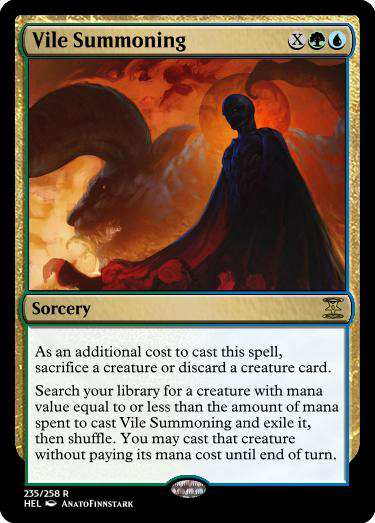 Vile Summoning X
Sorcery
As an additional cost to cast this spell,
sacrifice a creature or discard a creature card.
Search your library for a creature with mana
value equal to or less than the amount of mana
spent to cast Vile Summoning and exile it,
then shuffle. You may cast that creature
without paying its mana cost until end of turn.
235/258 R
HEL AnatoFinnstark